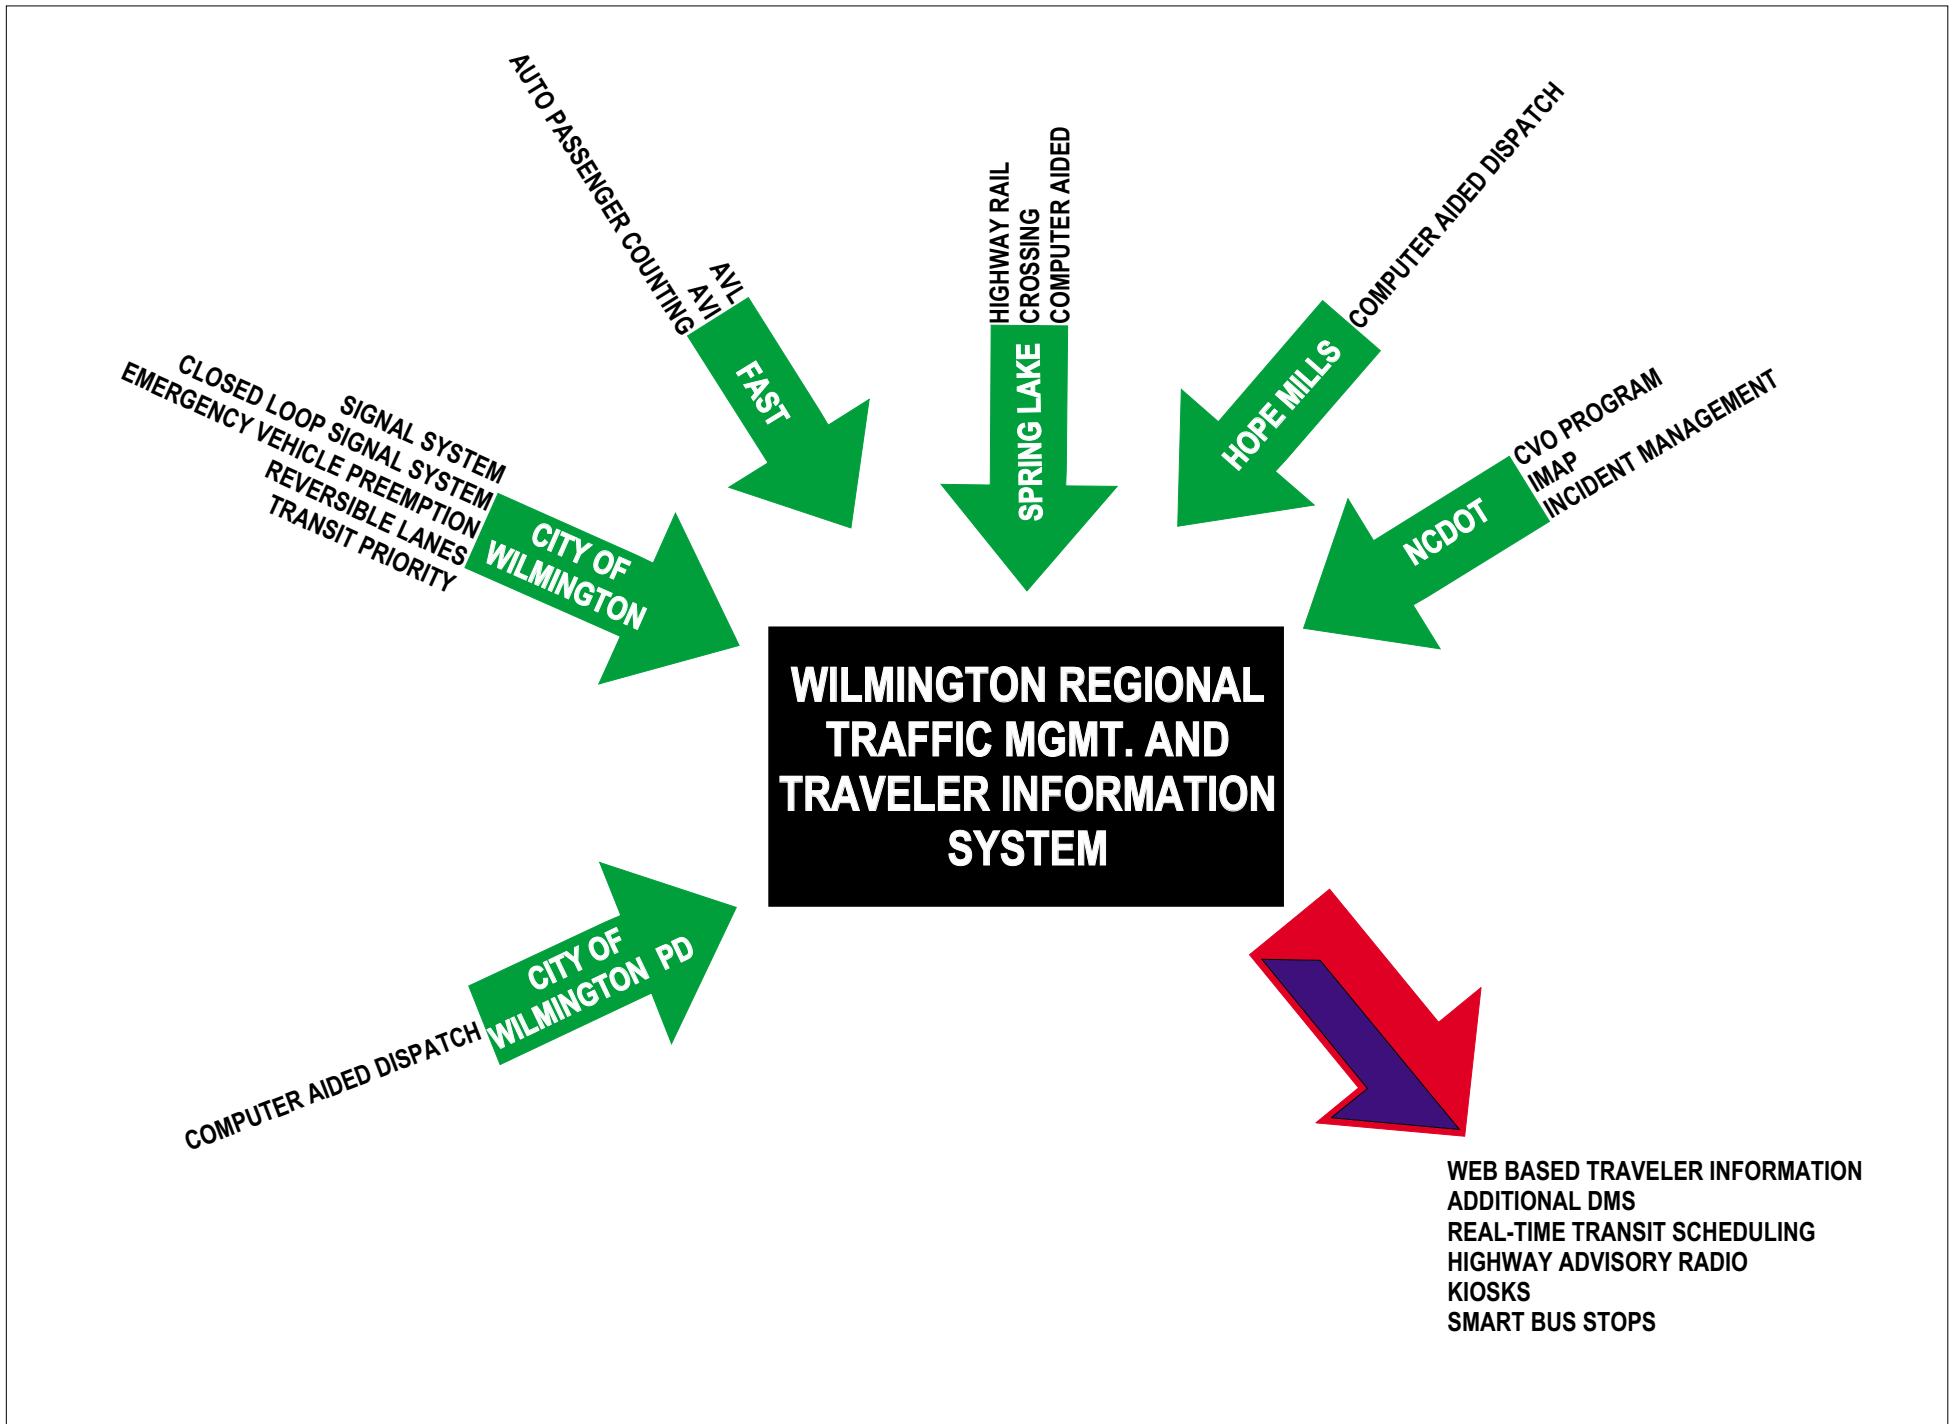 AUTO PASSENGER COUNTING
AVI
AVL
FAST
HIGHWAY RAIL
CROSSING
COMPUTER AIDED
SPRING LAKE
COMPUTER AIDED DISPATCH
HOPE MILLS
CVO PROGRAM
IMAP
INCIDENT MANAGEMENT
NCDOT
SIGNAL SYSTEM
CLOSED LOOP SIGNAL SYSTEM
EMERGENCY VEHICLE PREEMPTION
REVERSIBLE LANES
TRANSIT PRIORITY
CITY OF
WILMINGTON
WILMINGTON REGIONAL
TRAFFIC MGMT. AND
TRAVELER INFORMATION
SYSTEM
CITY OF
WILMINGTON PD
COMPUTER AIDED DISPATCH
WEB BASED TRAVELER INFORMATION
ADDITIONAL DMS
REAL-TIME TRANSIT SCHEDULING
HIGHWAY ADVISORY RADIO
KIOSKS
SMART BUS STOPS